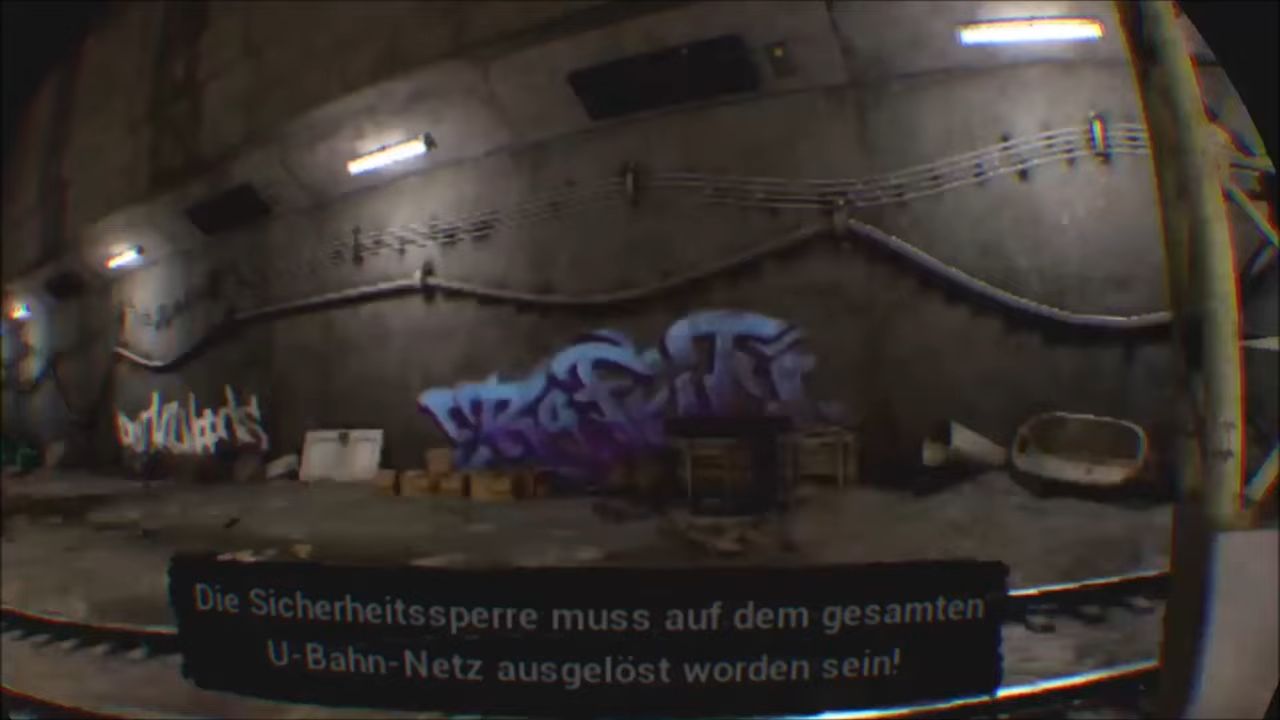 Die Sicherheitssperre muss auf dem gesamten
U-Bahn-Netz ausgelöst worden sein!